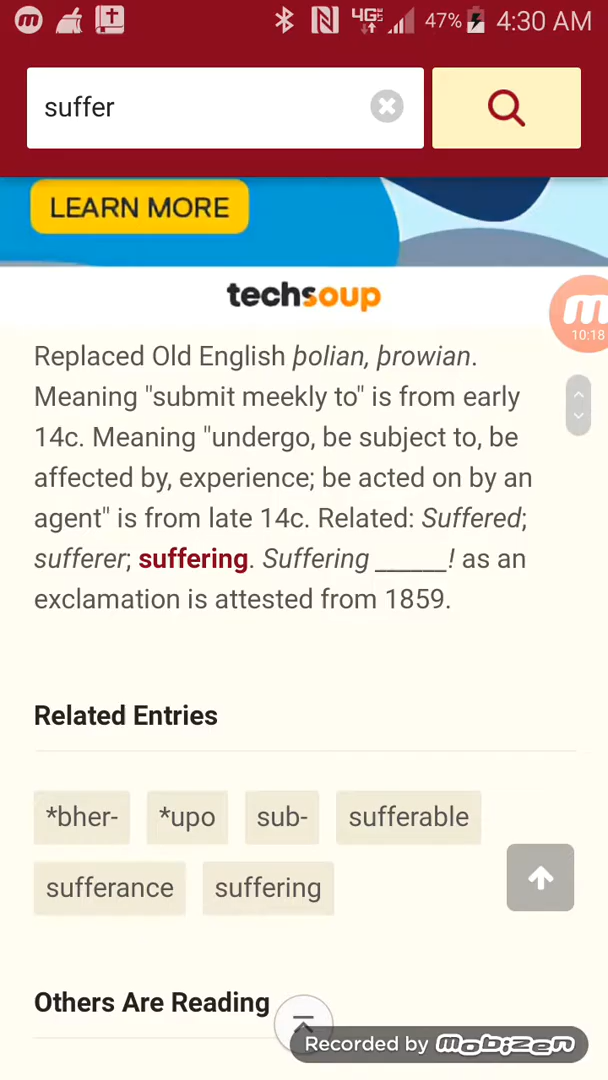 47% 4:30 AM
suffer
LEARN MORE
techsoup
10:18
Replaced Old English þolian, þrowian.
Meaning "submit meekly to" is from early
14c. Meaning "undergo, be subject to, be
affected by, experience; be acted on by an
agent" is from late 14c. Related: Suffered;
sufferer; suffering. Suffering ______! as an
exclamation is attested from 1859.
Related Entries
*bher- *upo sub- sufferable
sufferance suffering
Others Are Reading
Recorded by mobizen